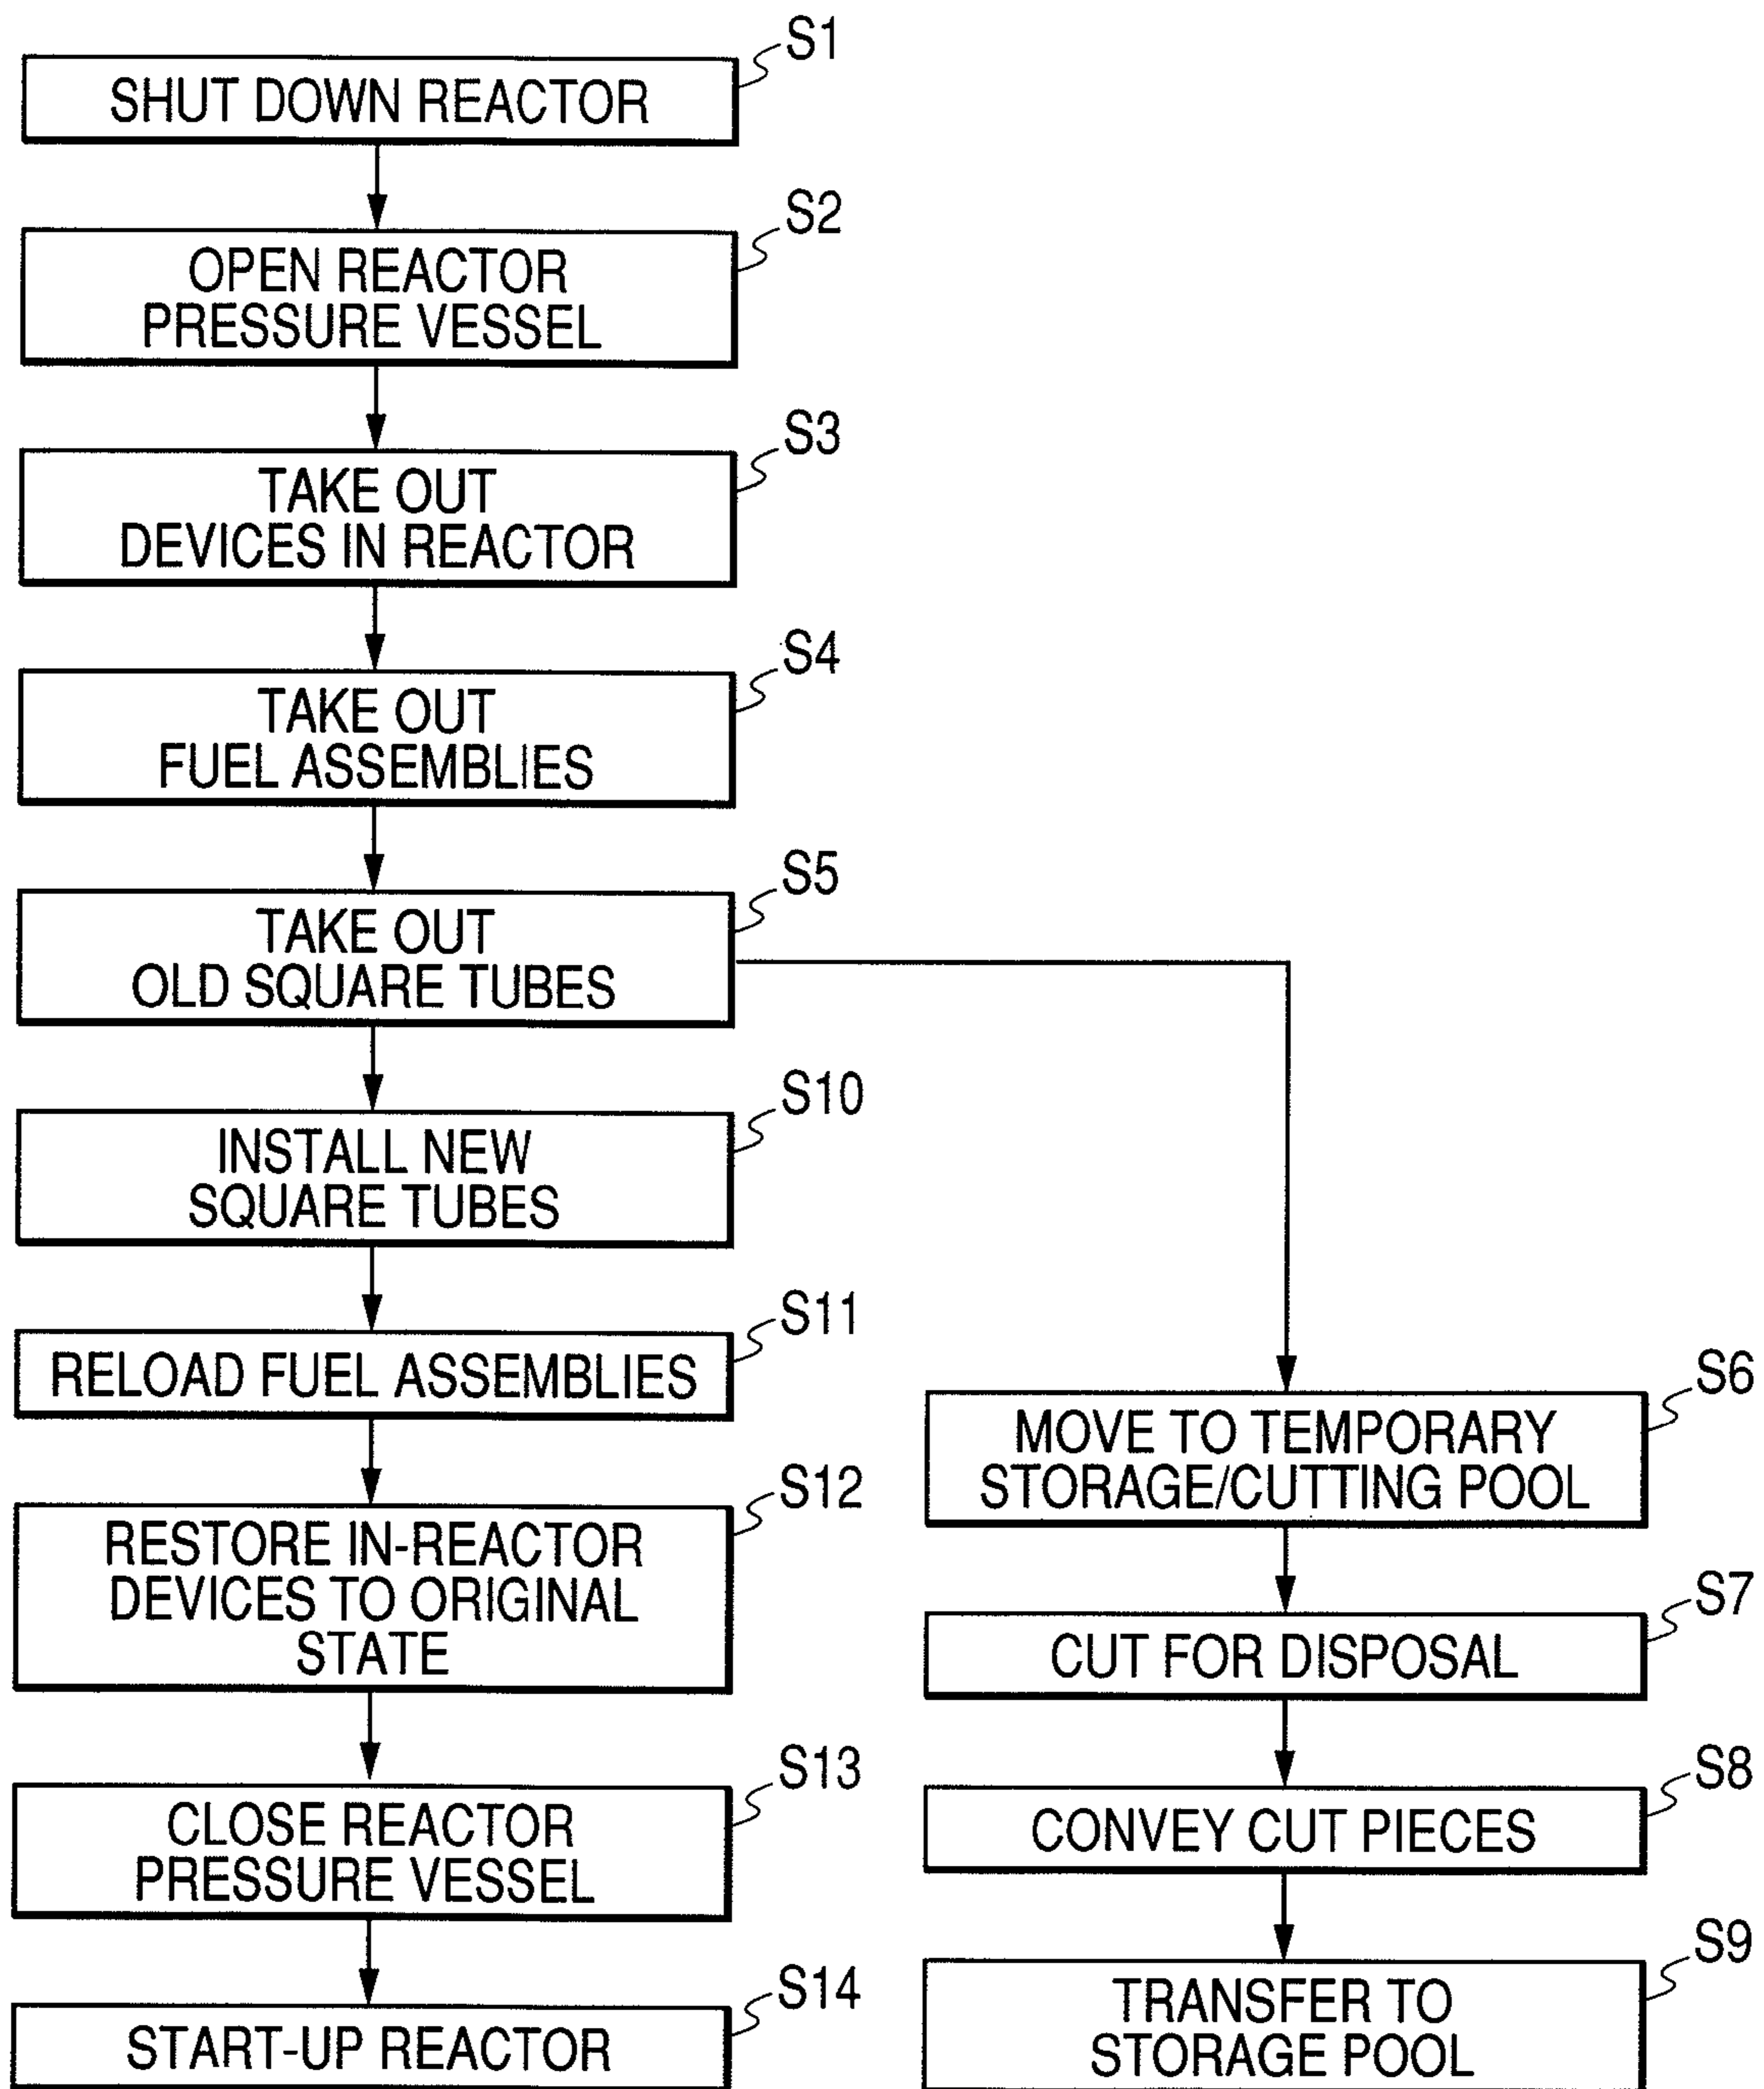 S1
SHUT DOWN REACTOR
S2
OPEN REACTOR
PRESSURE VESSEL
S3
TAKE OUT
DEVICES IN REACTOR
S4
TAKE OUT
FUEL ASSEMBLIES
S5
TAKE OUT
OLD SQUARE TUBES
S10
INSTALL NEW
SQUARE TUBES
S11
RELOAD FUEL ASSEMBLIES
S12
RESTORE IN-REACTOR
DEVICES TO ORIGINAL
STATE
S13
CLOSE REACTOR
PRESSURE VESSEL
S14
START-UP REACTOR
S6
MOVE TO TEMPORARY
STORAGE/CUTTING POOL
S7
CUT FOR DISPOSAL
S8
CONVEY CUT PIECES
S9
TRANSFER TO
STORAGE POOL